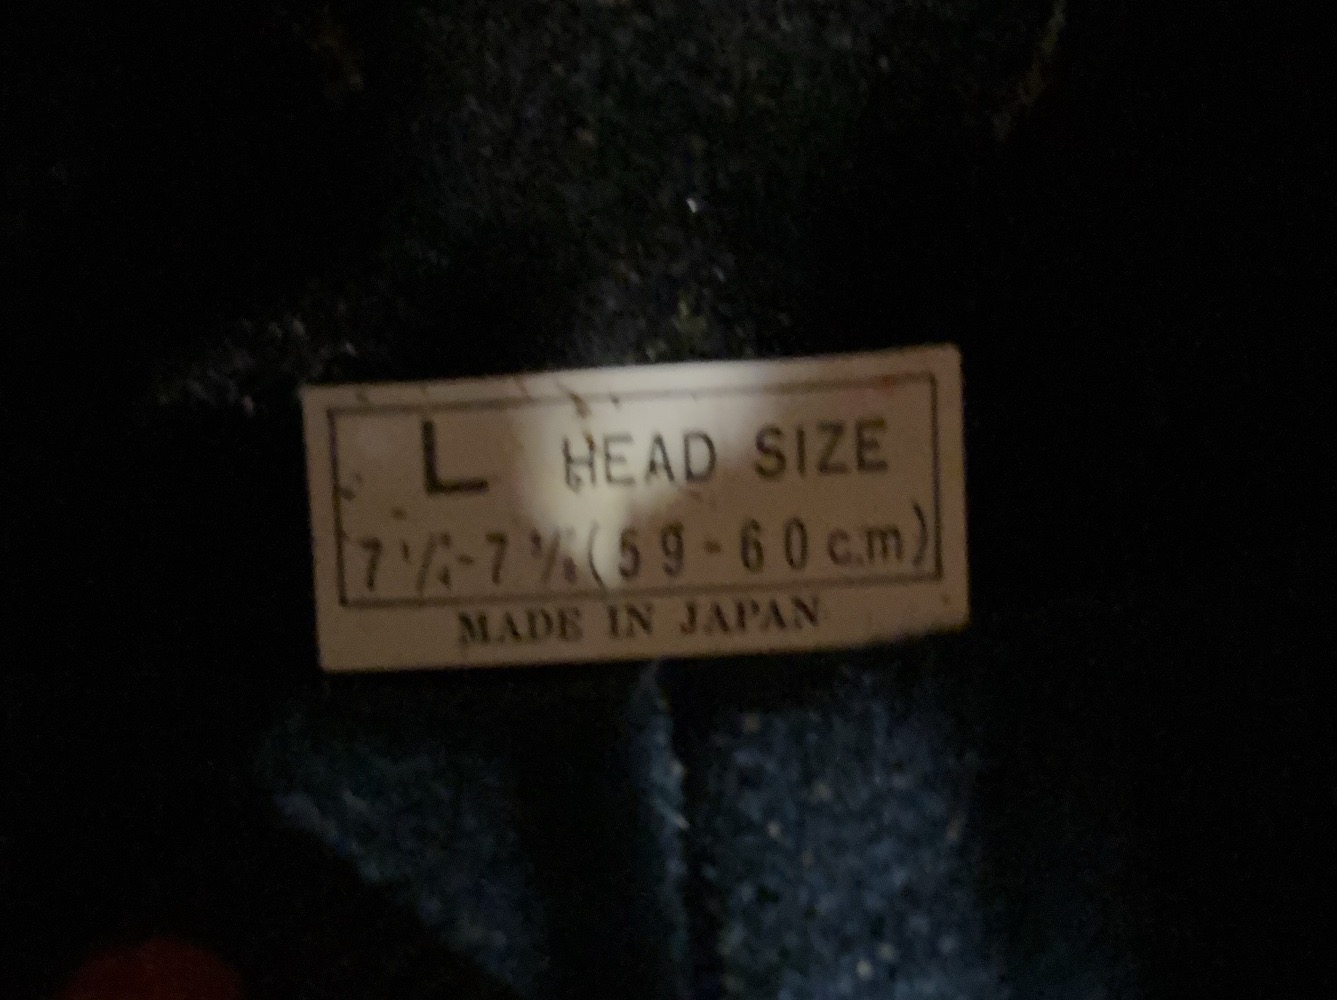 L HEAD SIZE
7 1/4-7 3/8(59-60 c.m)
MADE IN JAPAN